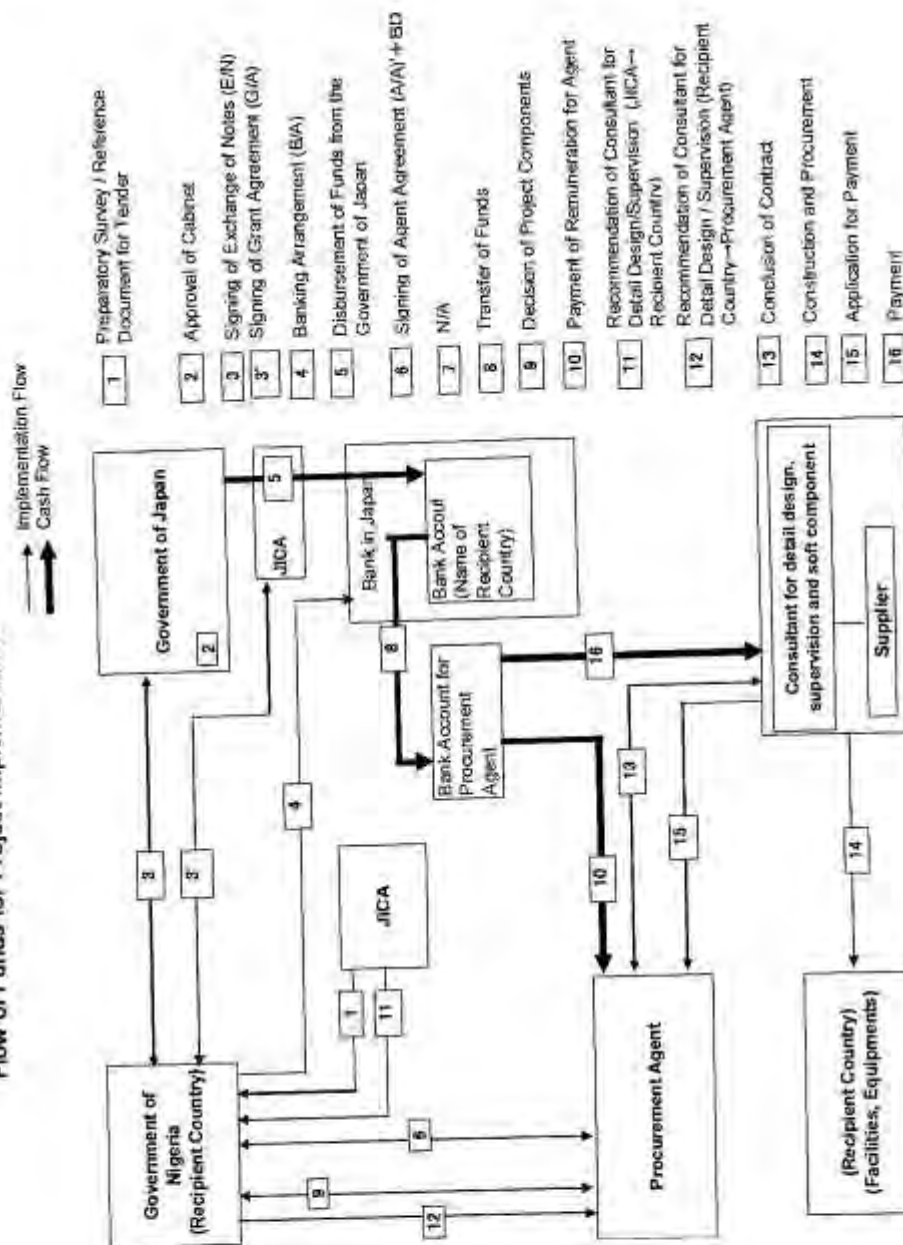 Flow of Funds for Project
Implementation Flow
Cash Flow
Government of
Nigeria
(Recipient Country)
Government of Japan
2
3
3'
JICA
5
4
Bank in Japan
Bank Accout
(Name of
Recipient
Country)
8
JICA
1
11
Bank Account for
Procurement
Agent
16
10
9
6
12
Procurement Agent
13
15
Consultant for detail design,
supervision and soft component
Supplier
14
(Recipient Country)
(Facilities, Equipments)
1 Preparatory Survey / Reference
Document for Tender
2 Approval of Cabinet
3 Signing of Exchange of Notes (E/N)
3' Signing of Grant Agreement (G/A)
4 Banking Arrangement (B/A)
5 Disbursement of Funds from the
Government of Japan
6 Signing of Agent Agreement (A/A)'+BD
7 N/A
8 Transfer of Funds
9 Decision of Project Components
10 Payment of Remuneration for Agent
11 Recommendation of Consultant for
Detail Design/Supervision (JICA→
Recipient Country)
12 Recommendation of Consultant for
Detail Design / Supervision (Recipient
Country→Procurement Agent)
13 Conclusion of Contract
14 Construction and Procurement
15 Application for Payment
16 Payment